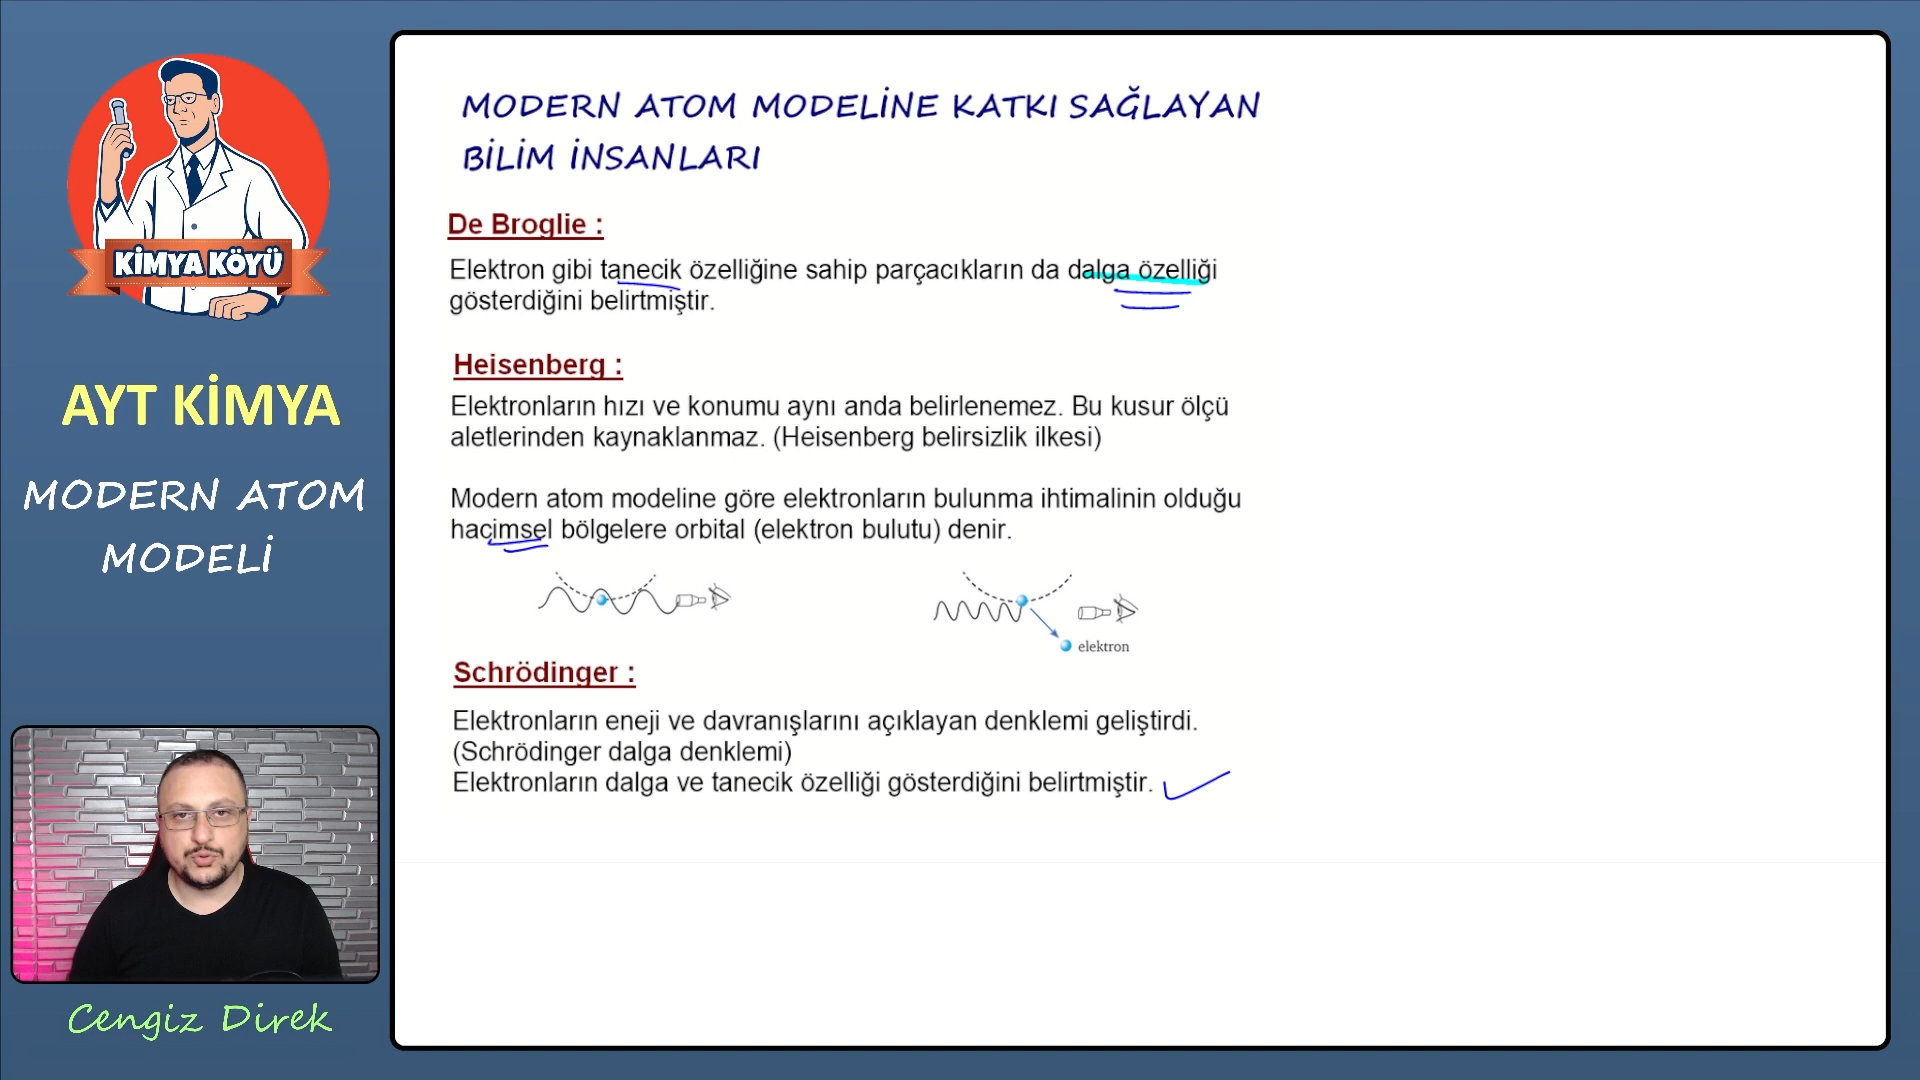 KİMYA KÖYÜ
AYT KİMYA
MODERN ATOM
MODELİ
Cengiz Direk
MODERN ATOM MODELİNE KATKI SAĞLAYAN
BİLİM İNSANLARI
De Broglie :
Elektron gibi tanecik özelliğine sahip parçacıkların da dalga özelliği
gösterdiğini belirtmiştir.
Heisenberg :
Elektronların hızı ve konumu aynı anda belirlenemez. Bu kusur ölçü
aletlerinden kaynaklanmaz. (Heisenberg belirsizlik ilkesi)
Modern atom modeline göre elektronların bulunma ihtimalinin olduğu
hacimsel bölgelere orbital (elektron bulutu) denir.
elektron
Schrödinger :
Elektronların eneji ve davranışlarını açıklayan denklemi geliştirdi.
(Schrödinger dalga denklemi)
Elektronların dalga ve tanecik özelliği gösterdiğini belirtmiştir.